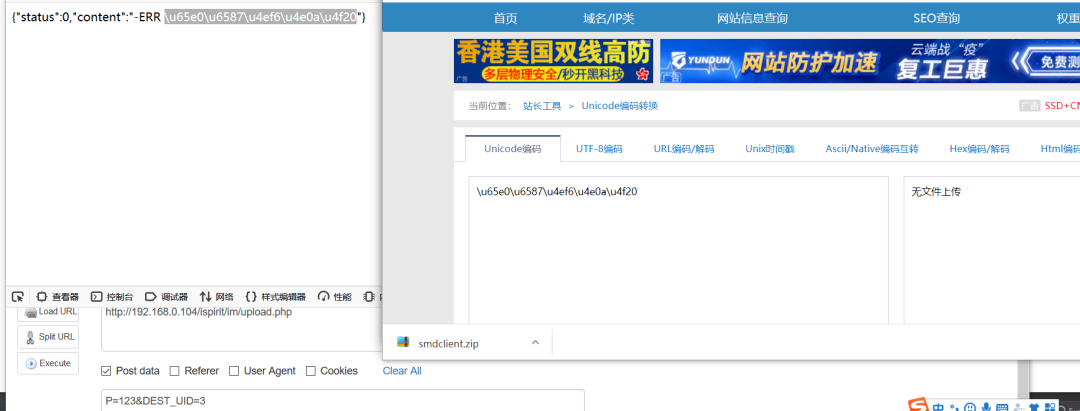 {"status":0,"content":"-ERR \u65e0\u6587\u4ef6\u4e0a\u4f20"}
查看器 控制台 调试器 网络 样式编辑器 性能
Load URL
http://192.168.0.104/ispirit/im/upload.php
Split URL
Execute
Post data Referer User Agent Cookies Clear All
P=123&DEST_UID=3
首页 域名/IP类 网站信息查询 SEO查询 权重
香港美国双线高防
多层物理安全/秒开黑科技
广告
YUNDUN 网站防护加速
云端战“疫”
复工巨惠
免费测
广告
当前位置: 站长工具 > Unicode编码转换
广告 SSD+CN
Unicode编码 UTF-8编码 URL编码/解码 Unix时间戳 Ascii/Native编码互转 Hex编码/解码 Html编码
\u65e0\u6587\u4ef6\u4e0a\u4f20
无文件上传
smdclient.zip
中